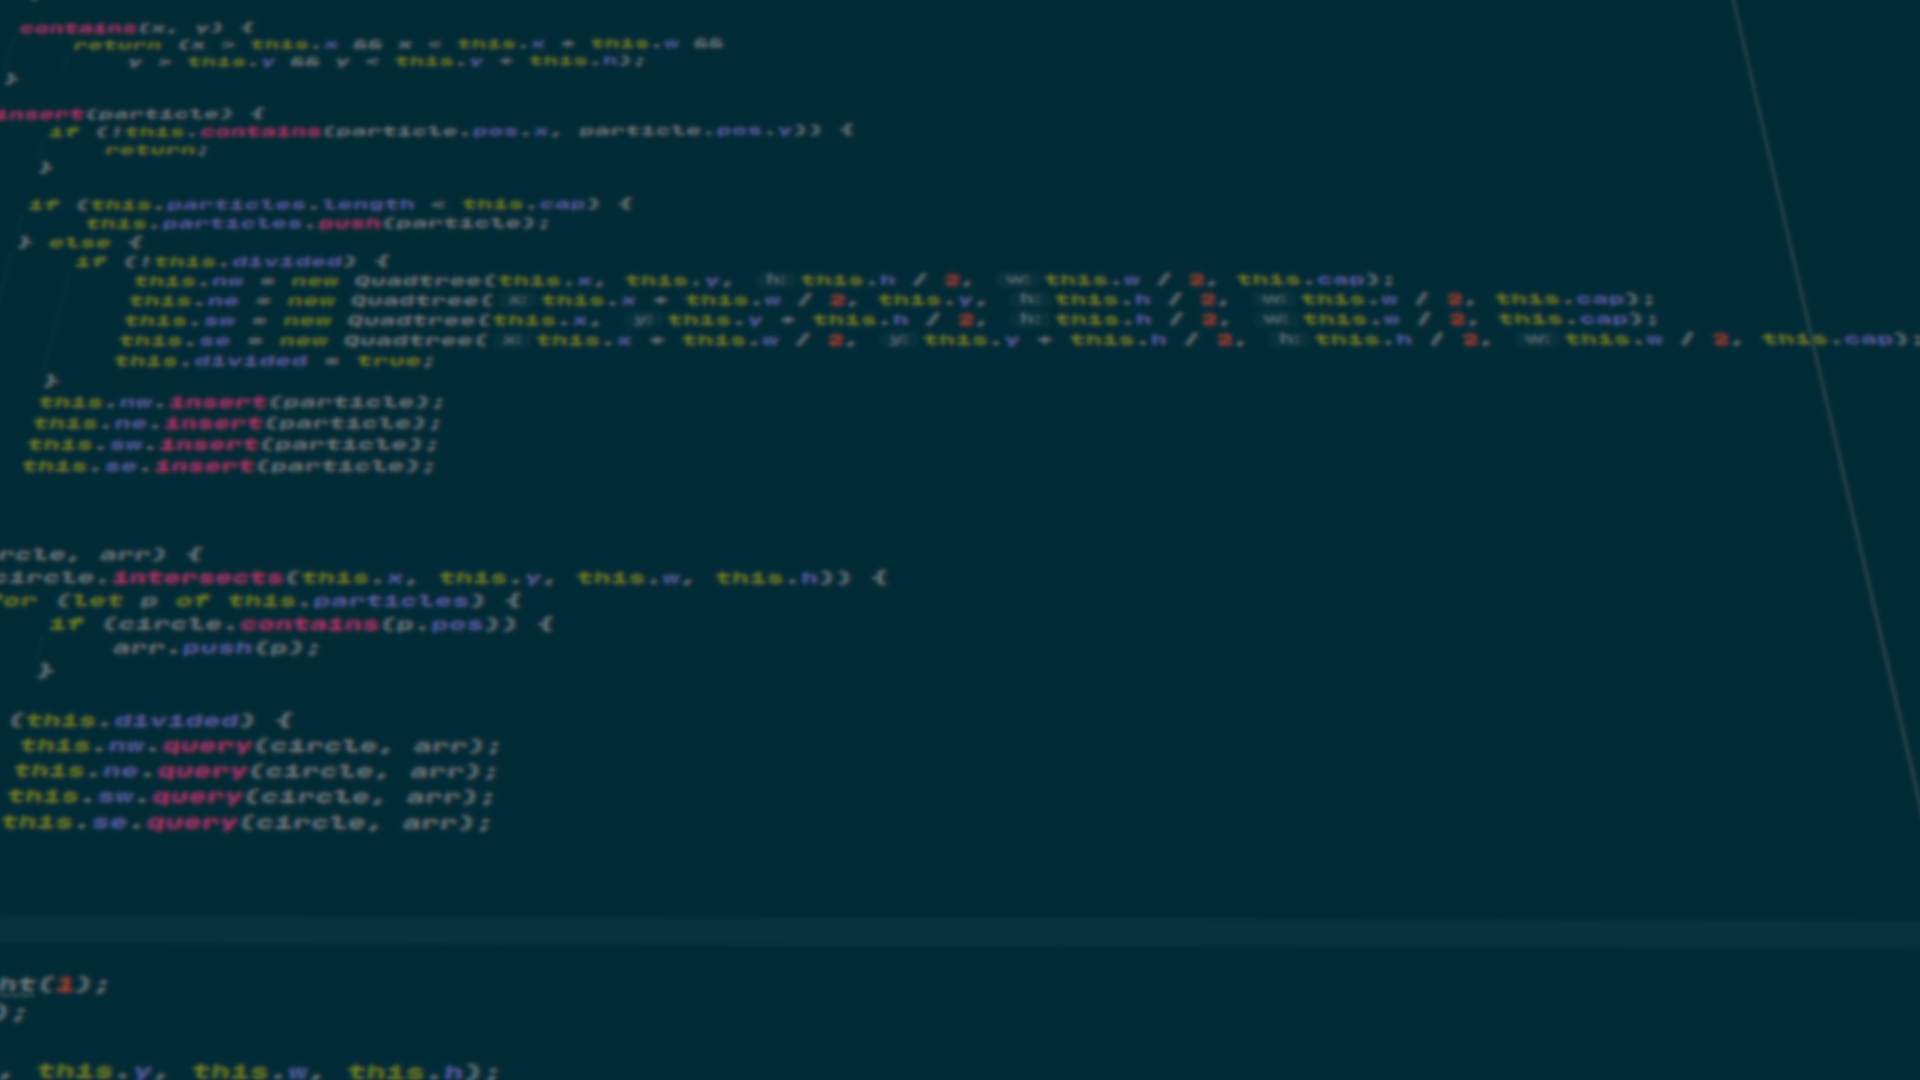 }
contains(x, y) {
return (x > this.x && x < this.x + this.w &&
y > this.y && y < this.y + this.h);
}
insert(particle) {
if (!this.contains(particle.pos.x, particle.pos.y)) {
return;
}
if (this.particles.length < this.cap) {
this.particles.push(particle);
} else {
if (!this.divided) {
this.nw = new Quadtree(this.x, this.y, h: this.h / 2, w: this.w / 2, this.cap);
this.ne = new Quadtree( x: this.x + this.w / 2, this.y, h: this.h / 2, w: this.w / 2, this.cap);
this.sw = new Quadtree(this.x, y: this.y + this.h / 2, h: this.h / 2, w: this.w / 2, this.cap);
this.se = new Quadtree( x: this.x + this.w / 2, y: this.y + this.h / 2, h: this.h / 2, w: this.w / 2, this.cap);
this.divided = true;
}
this.nw.insert(particle);
this.ne.insert(particle);
this.sw.insert(particle);
this.se.insert(particle);
rcle, arr) {
circle.intersects(this.x, this.y, this.w, this.h)) {
for (let p of this.particles) {
if (circle.contains(p.pos)) {
arr.push(p);
}
(this.divided) {
this.nw.query(circle, arr);
this.ne.query(circle, arr);
this.sw.query(circle, arr);
this.se.query(circle, arr);
ht(1);
);
, this.y, this.w, this.h);